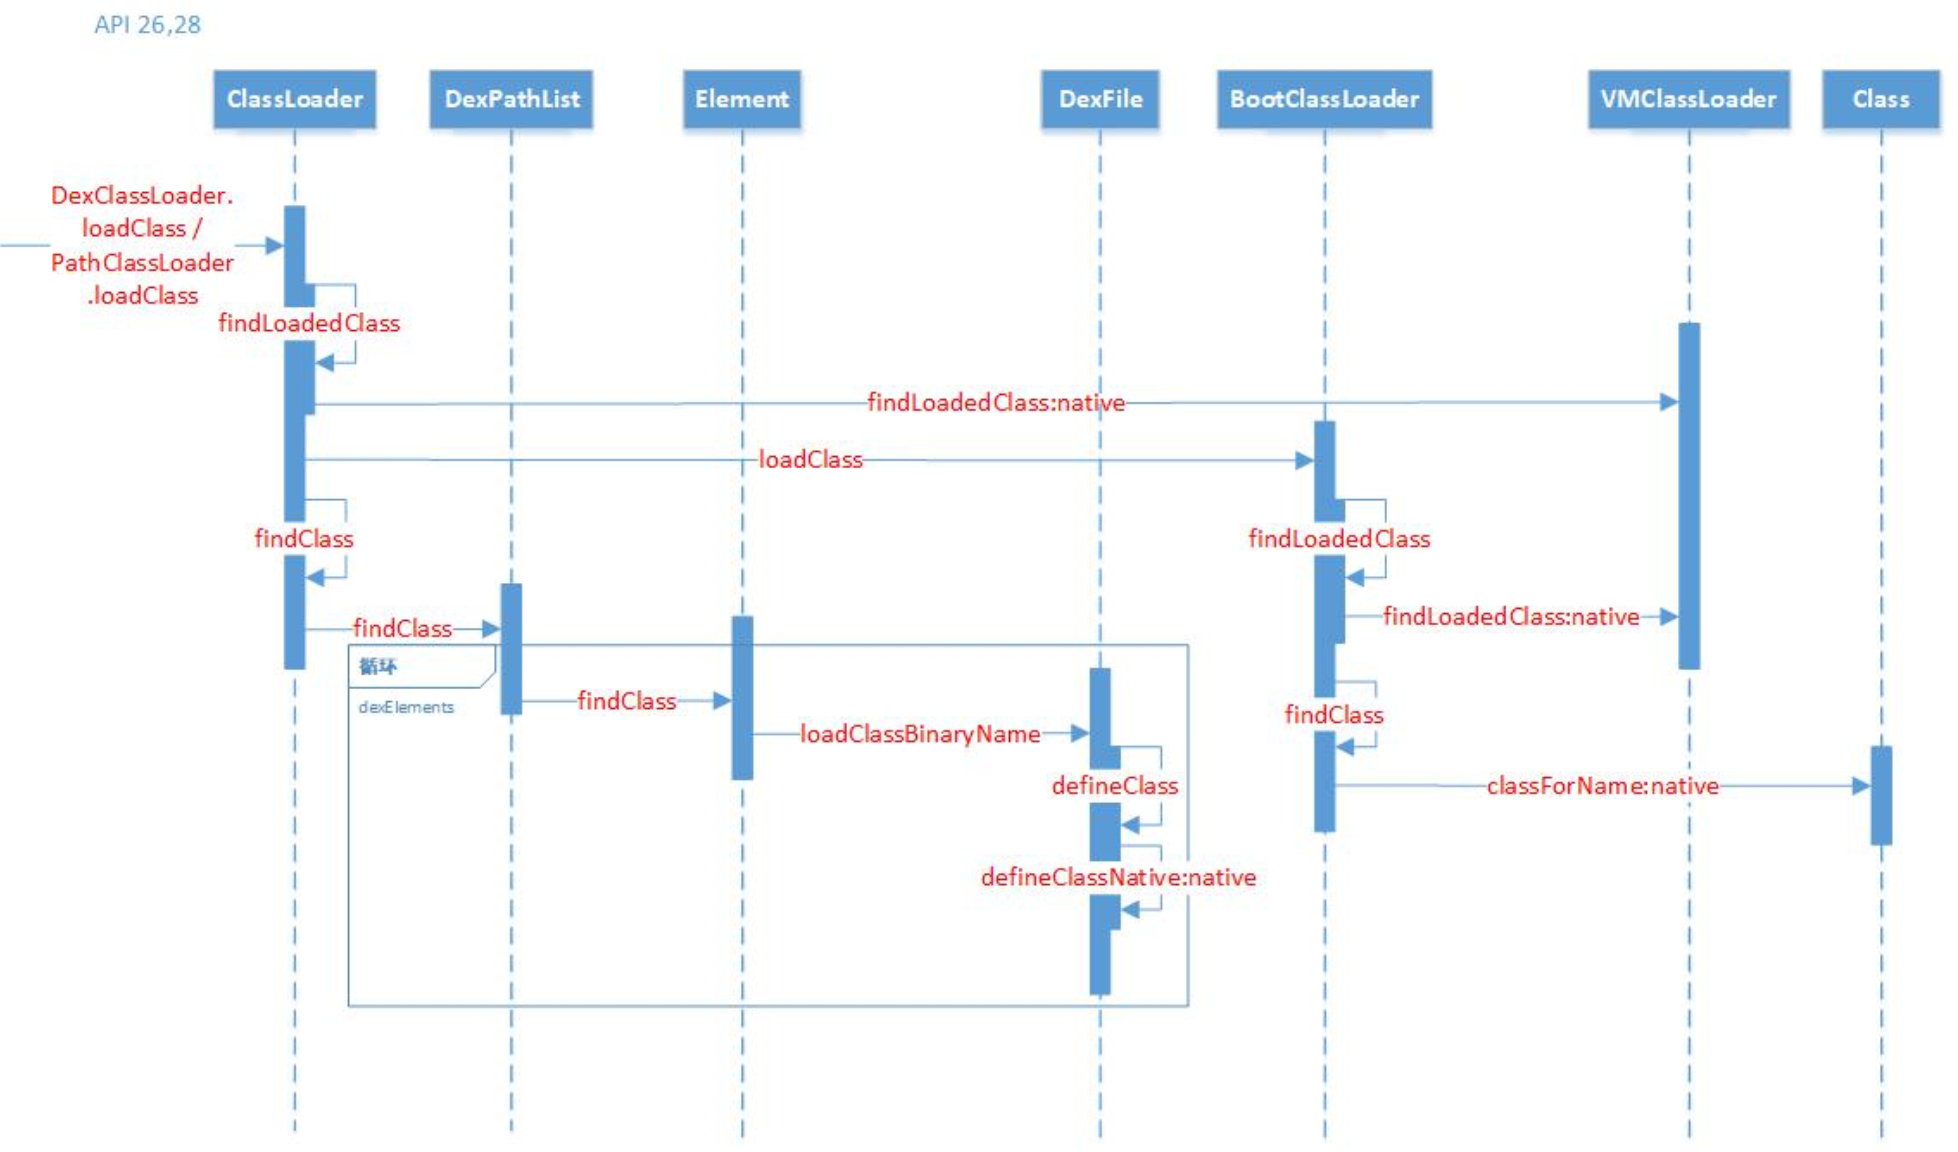 API 26,28
ClassLoader
DexPathList
Element
DexFile
BootClassLoader
VMClassLoader
Class
DexClassLoader.
loadClass /
PathClassLoader
.loadClass
findLoadedClass
findLoadedClass:native
loadClass
findClass
findLoadedClass
findLoadedClass:native
findClass
循环
dexElements
findClass
findClass
loadClassBinaryName
defineClass
classForName:native
defineClassNative:native